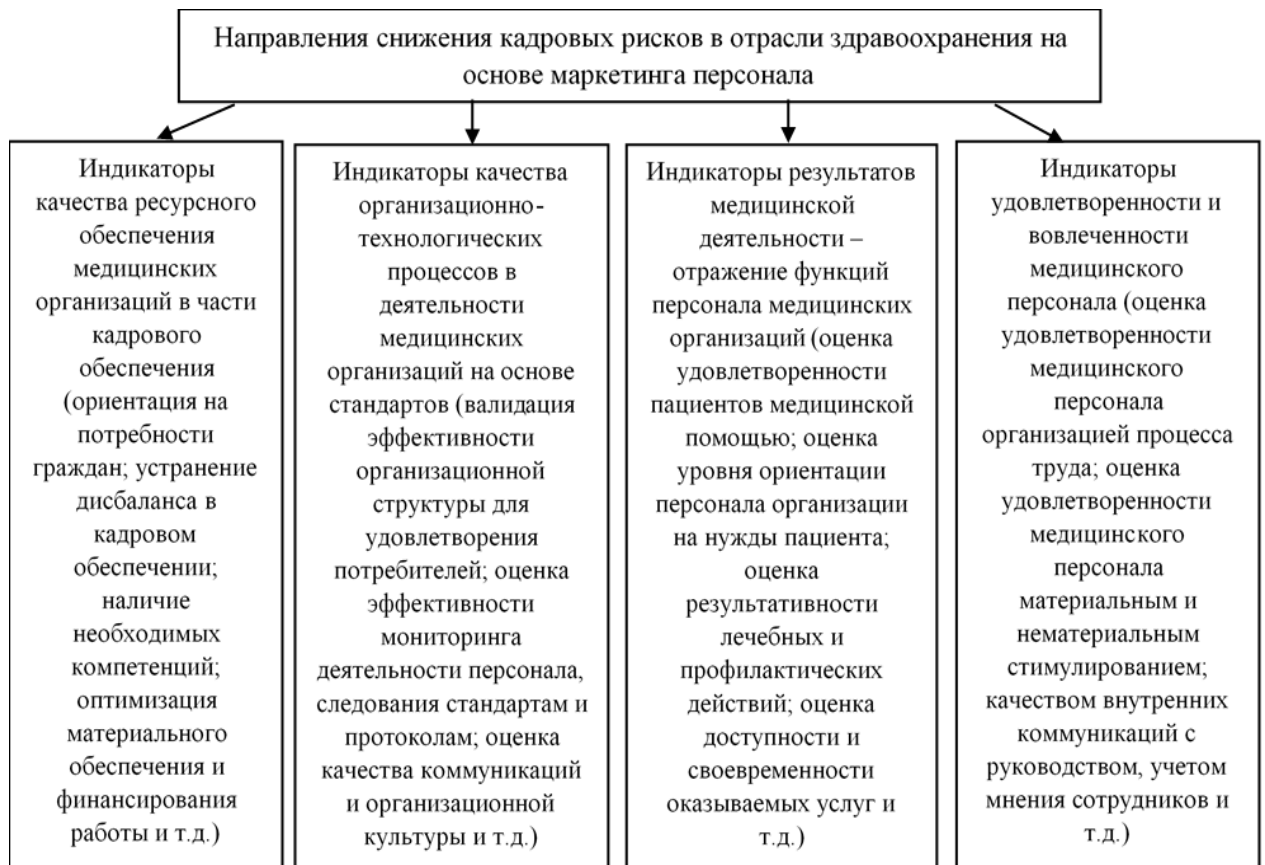 Направления снижения кадровых рисков в отрасли здравоохранения на
основе маркетинга персонала
Индикаторы
качества ресурсного
обеспечения
медицинских
организаций в части
кадрового
обеспечения
(ориентация на
потребности
граждан; устранение
дисбаланса в
кадровом
обеспечении;
наличие
необходимых
компетенций;
оптимизация
материального
обеспечения и
финансирования
работы и т.д.)
Индикаторы качества
организационно-
технологических
процессов в
деятельности
медицинских
организаций на основе
стандартов (валидация
эффективности
организационной
структуры для
удовлетворения
потребителей; оценка
эффективности
мониторинга
деятельности персонала,
следования стандартам и
протоколам; оценка
качества коммуникаций
и организационной
культуры и т.д.)
Индикаторы результатов
медицинской
деятельности –
отражение функций
персонала медицинских
организаций (оценка
удовлетворенности
пациентов медицинской
помощью; оценка
уровня ориентации
персонала организации
на нужды пациента;
оценка
результативности
лечебных и
профилактических
действий; оценка
доступности и
своевременности
оказываемых услуг и
т.д.)
Индикаторы
удовлетворенности и
вовлеченности
медицинского
персонала (оценка
удовлетворенности
медицинского
персонала
организацией процесса
труда; оценка
удовлетворенности
медицинского
персонала
материальным и
нематериальным
стимулированием;
качеством внутренних
коммуникаций с
руководством, учетом
мнения сотрудников и
т.д.)